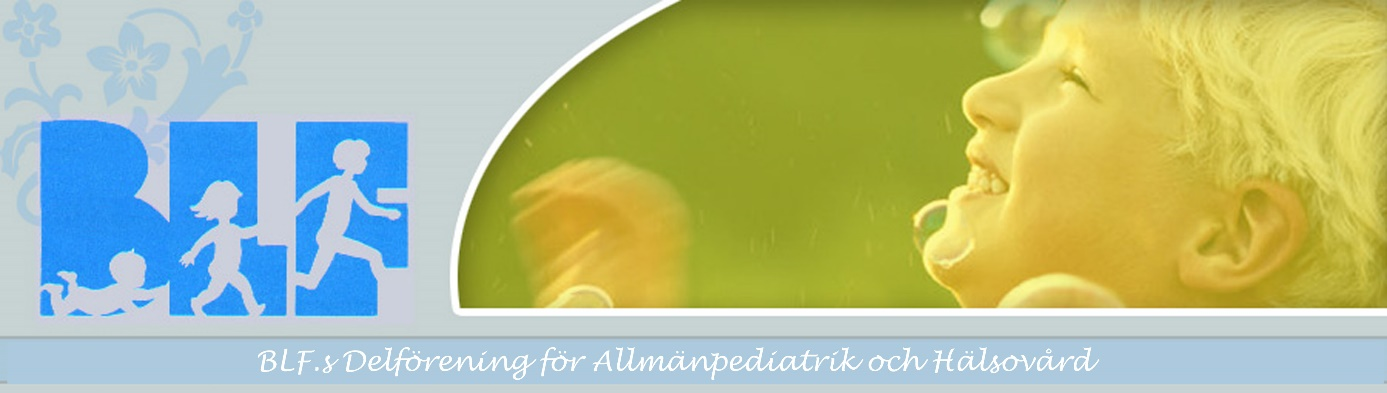 BLF
BLF.s Delförening för Allmänpediatrik och Hälsovård